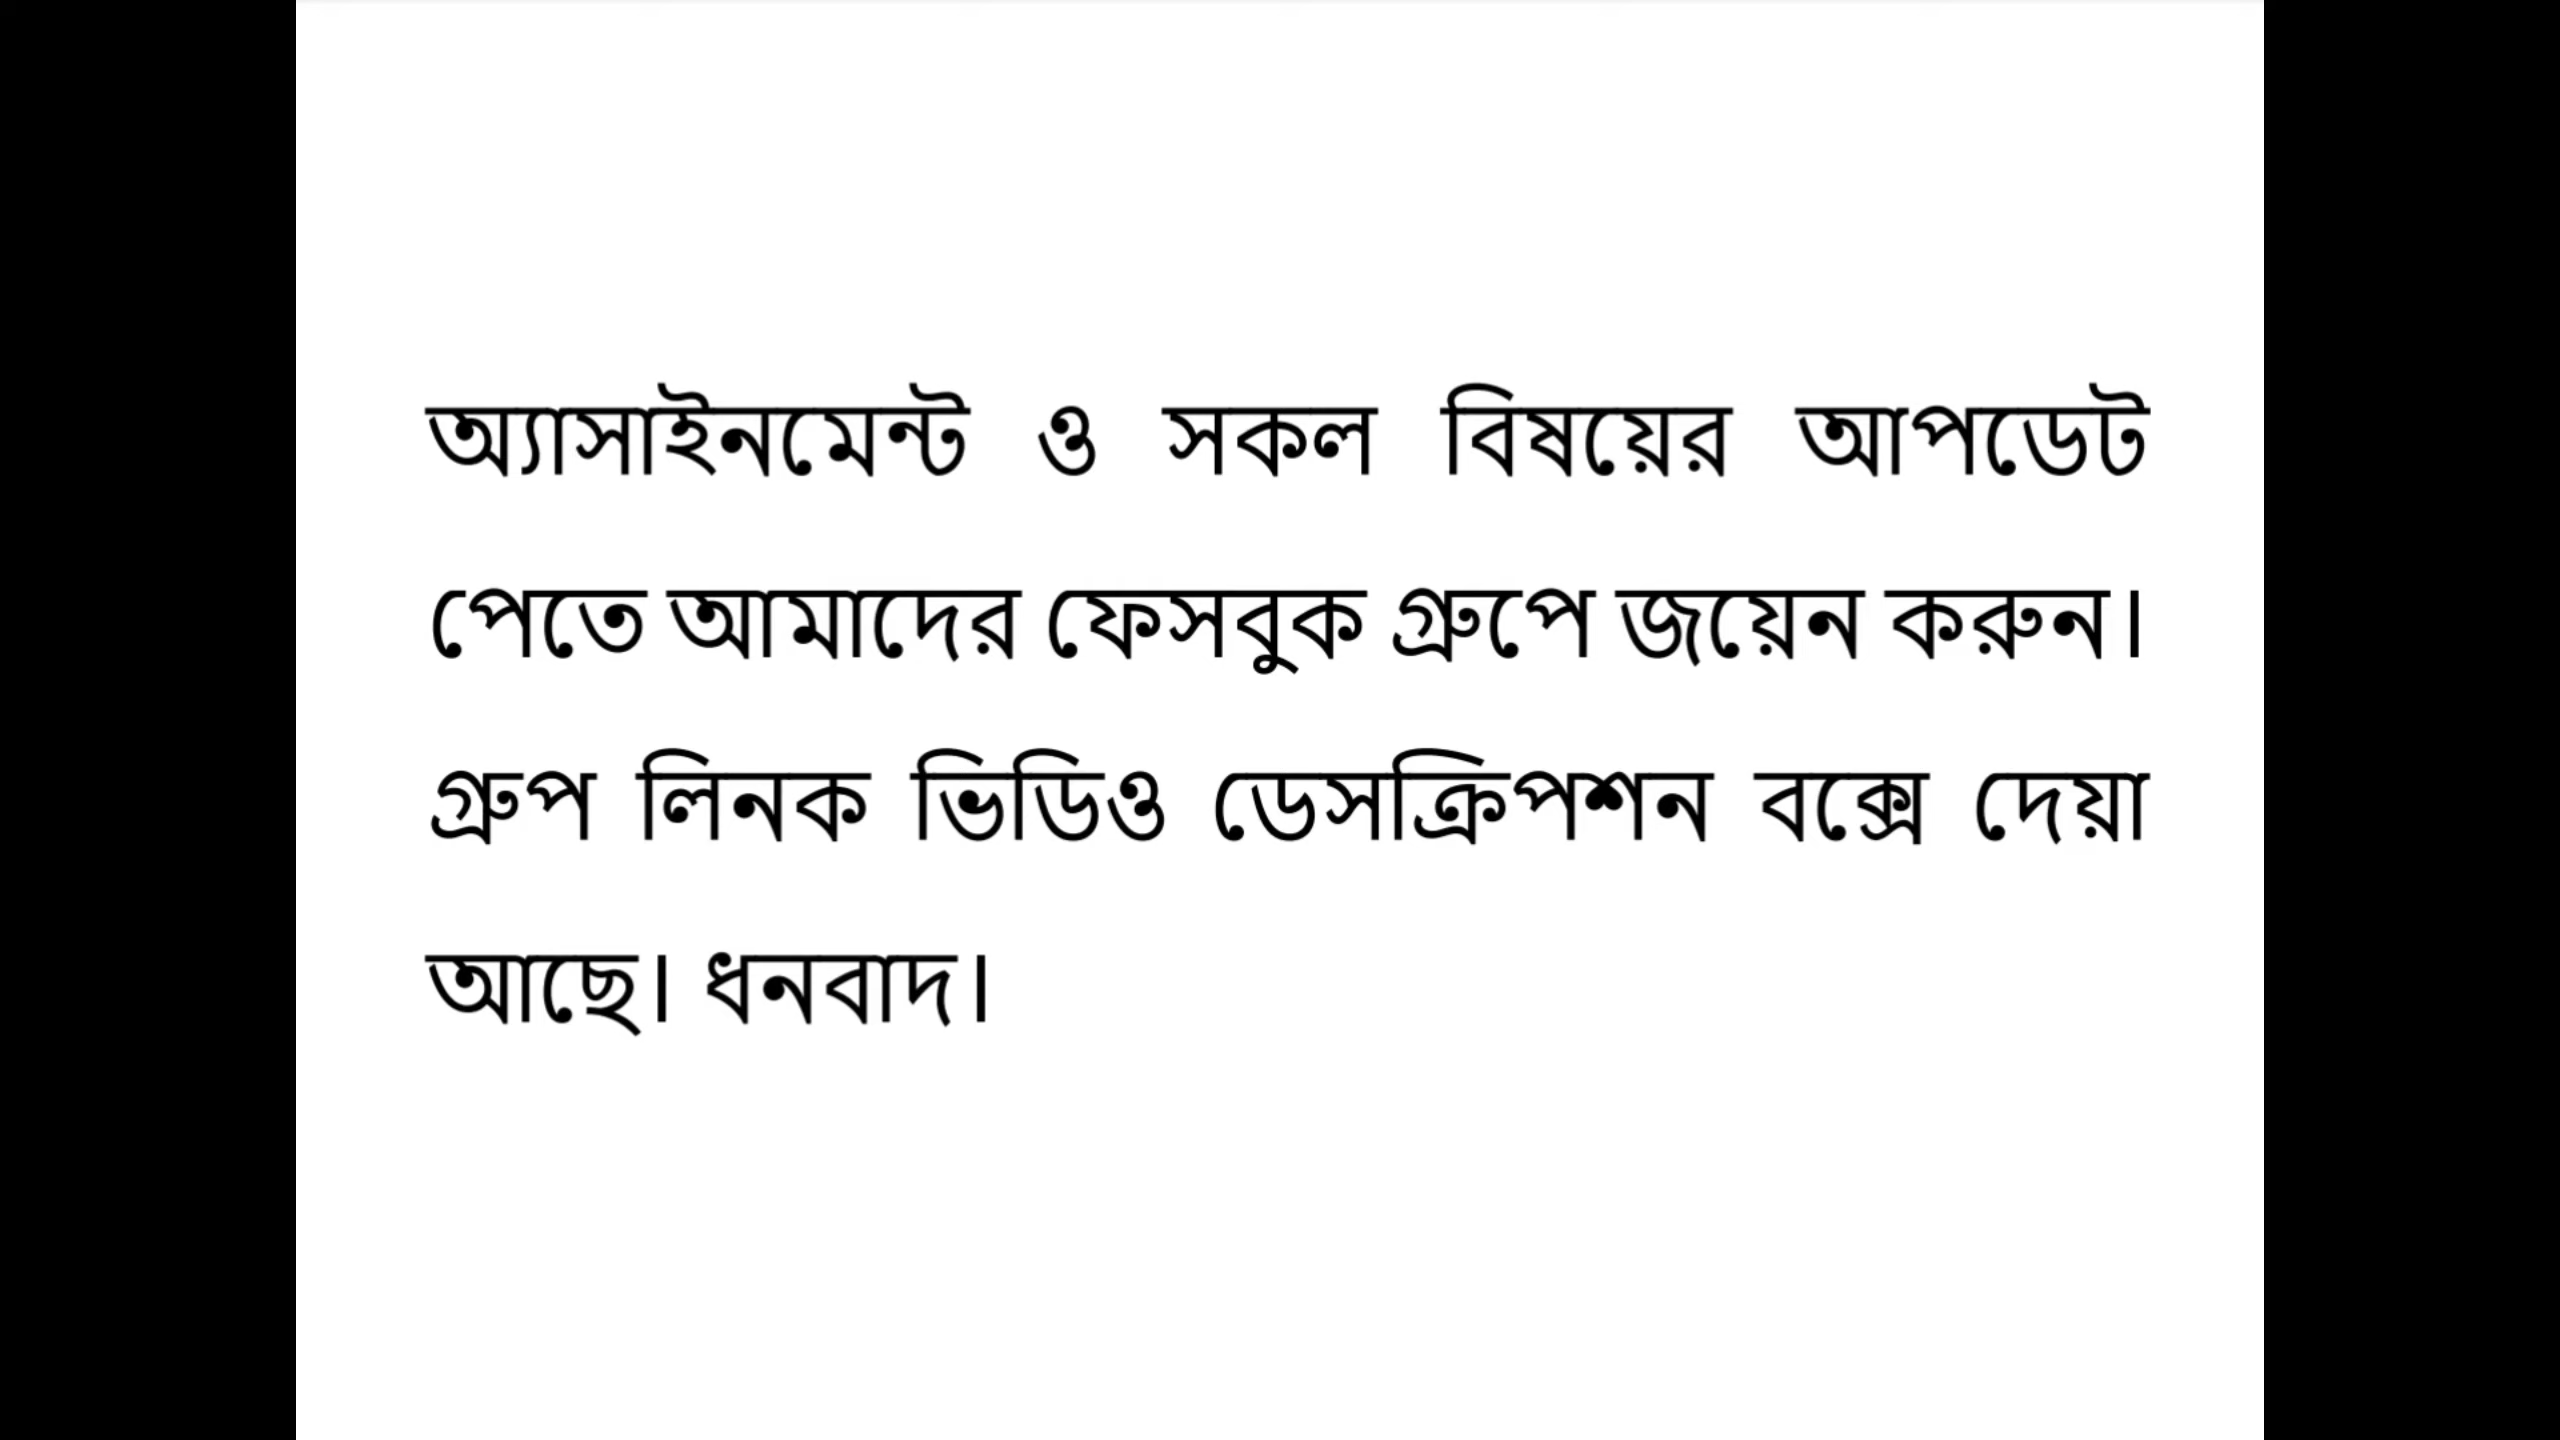 অ্যাসাইনমেন্ট ও সকল বিষয়ের আপডেট
পেতে আমাদের ফেসবুক গ্রুপে জয়েন করুন।
গ্রুপ লিনক ভিডিও ডেসক্রিপশন বক্সে দেয়া
আছে। ধনবাদ।